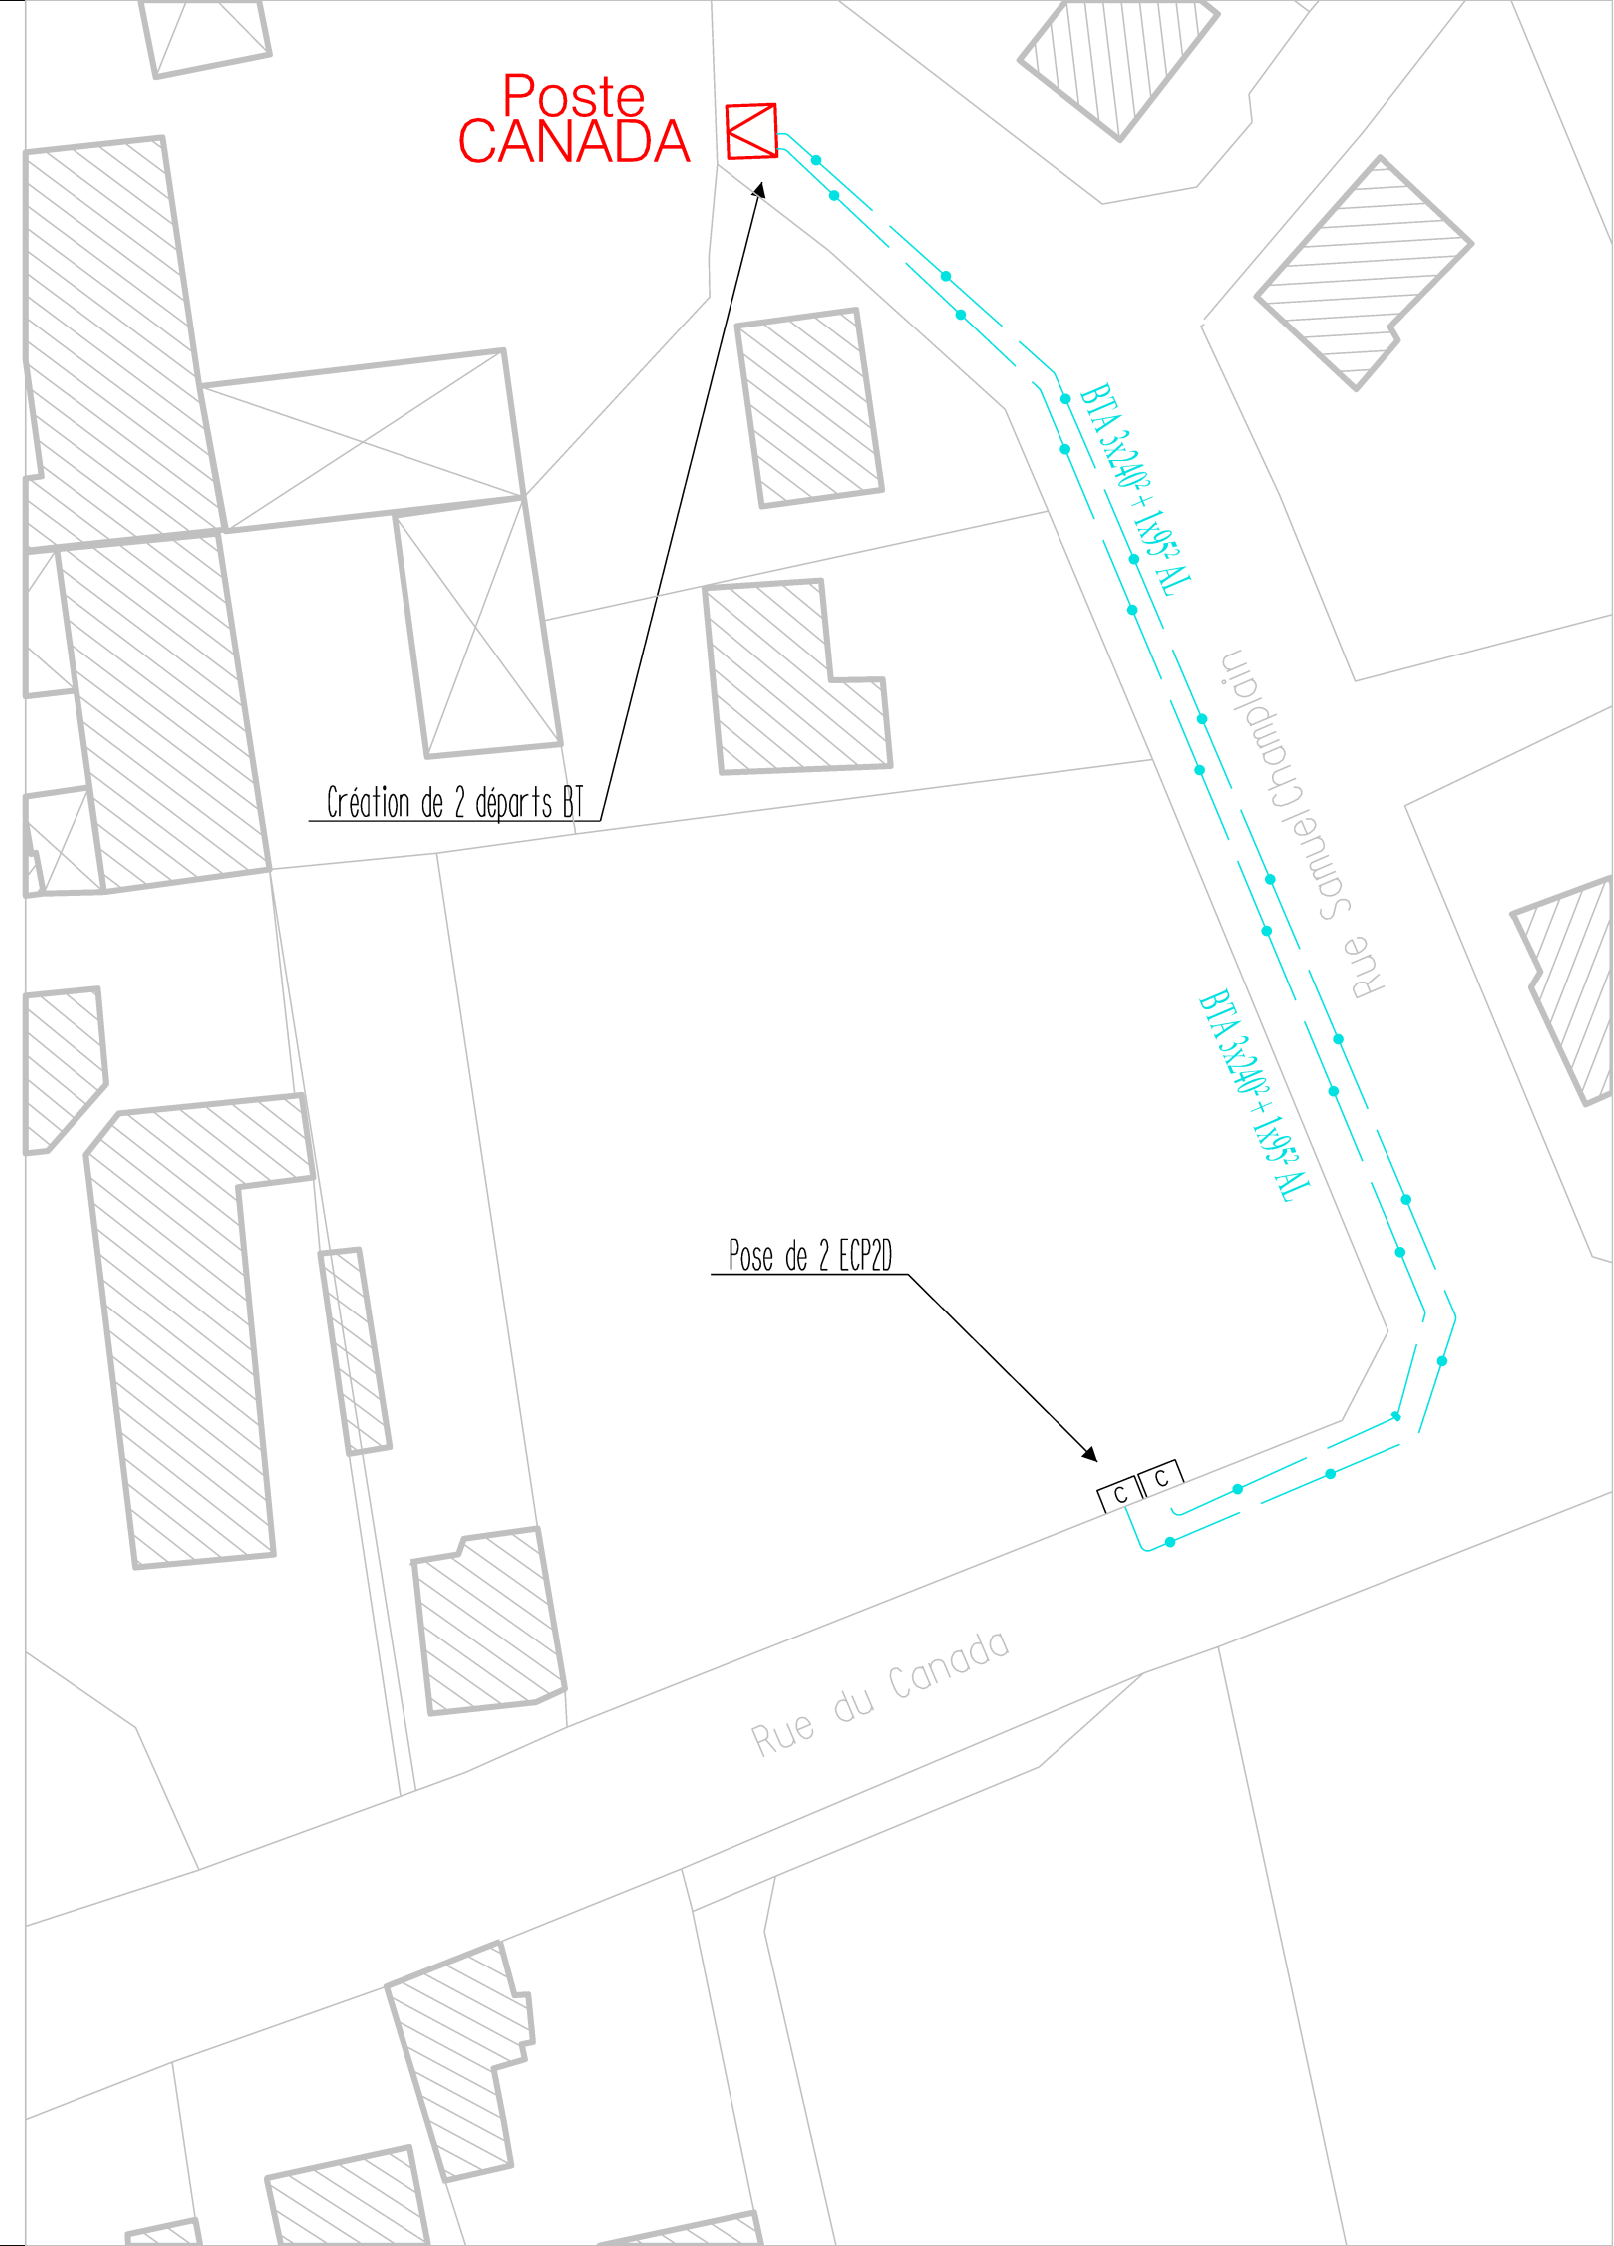 Poste
CANADA
BTA 3x240² + 1x95² AL
Rue Samuel Champlain
Création de 2 départs BT
BTA 3x240² + 1x95² AL
Pose de 2 ECP2D
C
C
Rue du Canada